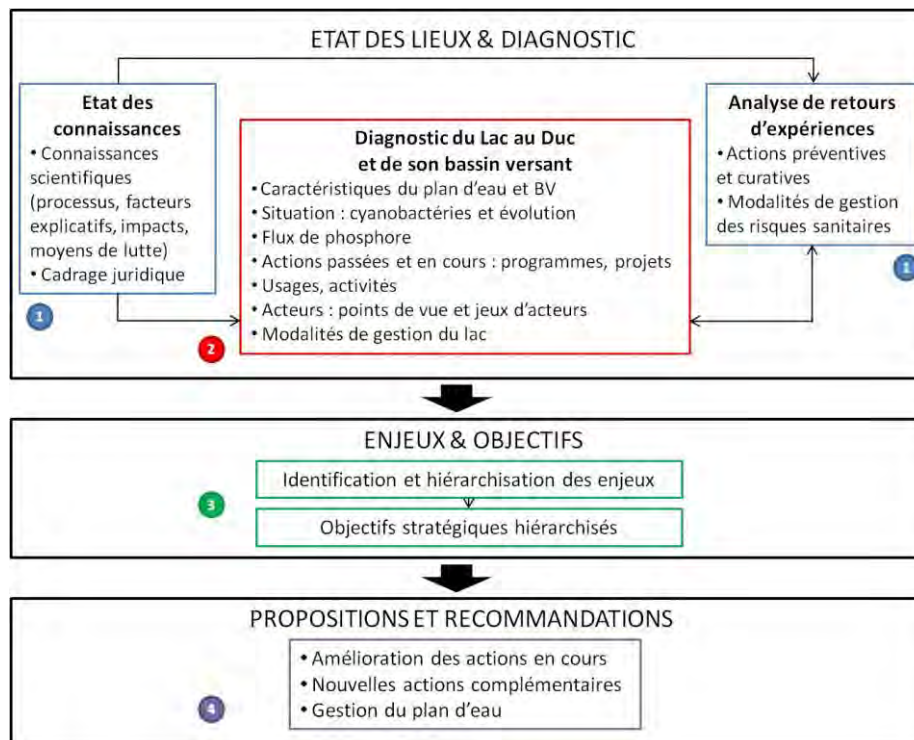 ETAT DES LIEUX & DIAGNOSTIC
Etat des
connaissances
• Connaissances
scientifiques
(processus, facteurs
explicatifs, impacts,
moyens de lutte)
• Cadrage juridique
1
Diagnostic du Lac au Duc
et de son bassin versant
• Caractéristiques du plan d'eau et BV
• Situation : cyanobactéries et évolution
• Flux de phosphore
• Actions passées et en cours : programmes, projets
• Usages, activités
• Acteurs : points de vue et jeux d'acteurs
• Modalités de gestion du lac
2
Analyse de retours
d'expériences
• Actions préventives
et curatives
• Modalités de gestion
des risques sanitaires
1
ENJEUX & OBJECTIFS
Identification et hiérarchisation des enjeux
3
Objectifs stratégiques hiérarchisés
PROPOSITIONS ET RECOMMANDATIONS
• Amélioration des actions en cours
• Nouvelles actions complémentaires
• Gestion du plan d'eau
4